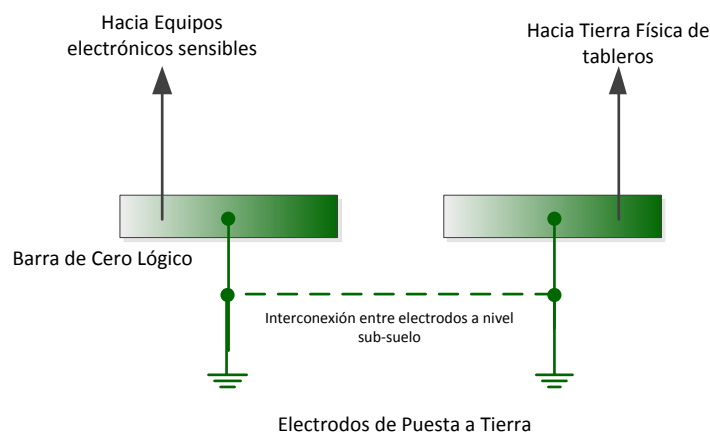 Hacia Equipos
electrónicos sensibles
Hacia Tierra Física de
tableros
Barra de Cero Lógico
Interconexión entre electrodos a nivel
sub-suelo
Electrodos de Puesta a Tierra